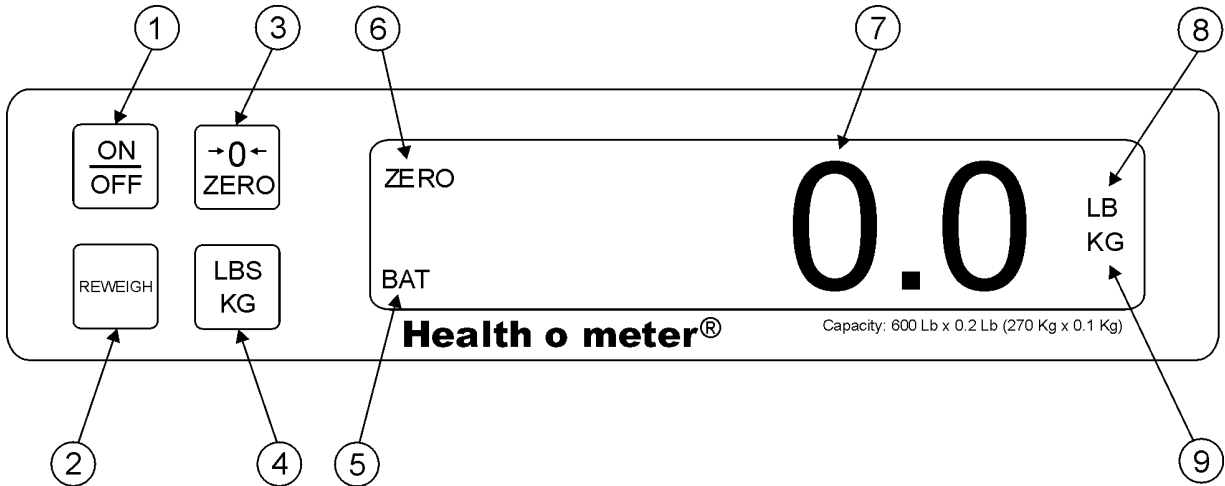 1
3
6
7
8
ON
OFF
→0←
ZERO
ZERO
0.0
LB
KG
REWEIGH
LBS
KG
BAT
Health o meter®
Capacity: 600 Lb x 0.2 Lb (270 Kg x 0.1 Kg)
2
4
5
9